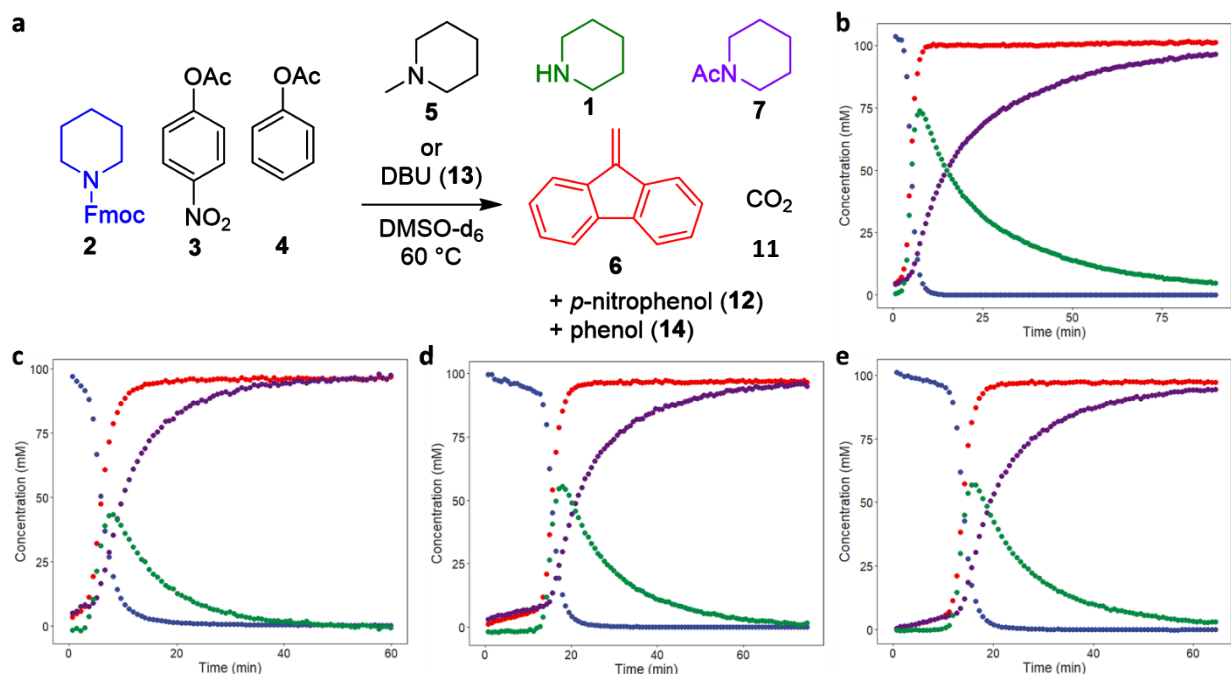 a
OAc
OAc
N
Fmoc
NO2
2
3
4
N
5
or
DBU (13)
DMSO-d6
60 °C
HN
1
Ac
N
7
6
CO2
11
+ p-nitrophenol (12)
+ phenol (14)
b
Concentration (mM)
100
75
50
25
0
0
25
50
75
Time (min)
c
Concentration (mM)
100
75
50
25
0
0
20
40
60
Time (min)
d
Concentration (mM)
100
75
50
25
0
0
20
40
60
Time (min)
e
Concentration (mM)
100
75
50
25
0
0
20
40
60
Time (min)